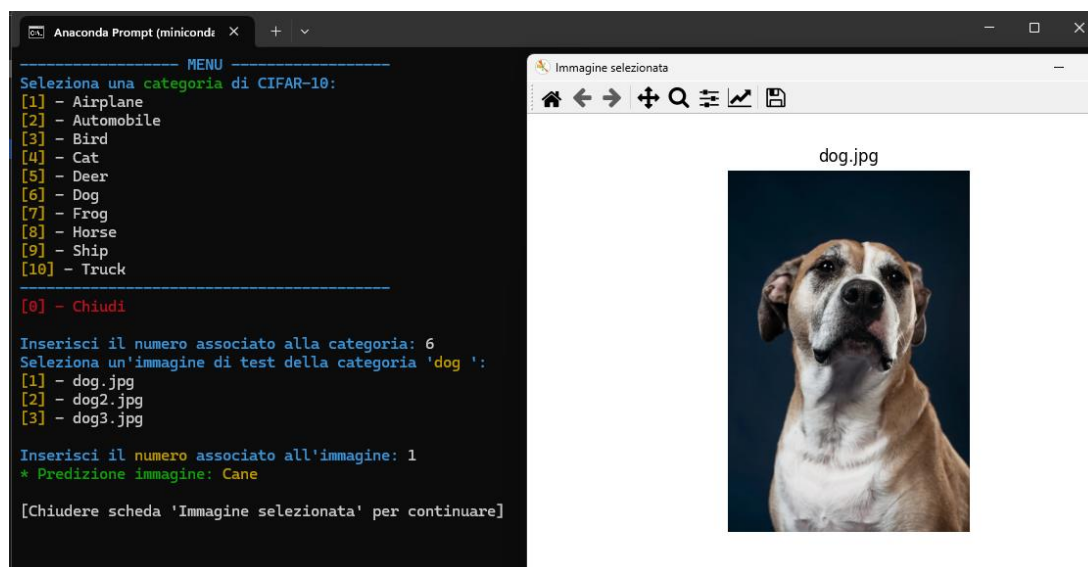 Anaconda Prompt (miniconda
MENU
Seleziona una categoria di CIFAR-10:
[1] - Airplane
[2] - Automobile
[3] - Bird
[4] - Cat
[5] - Deer
[6] - Dog
[7] - Frog
[8] - Horse
[9] - Ship
[10] - Truck
[0] - Chiudi
Inserisci il numero associato alla categoria: 6
Seleziona un'immagine di test della categoria 'dog ':
[1] - dog.jpg
[2] - dog2.jpg
[3] - dog3.jpg
Inserisci il numero associato all'immagine: 1
* Predizione immagine: Cane
[Chiudere scheda 'Immagine selezionata' per continuare]
Immagine selezionata
dog.jpg